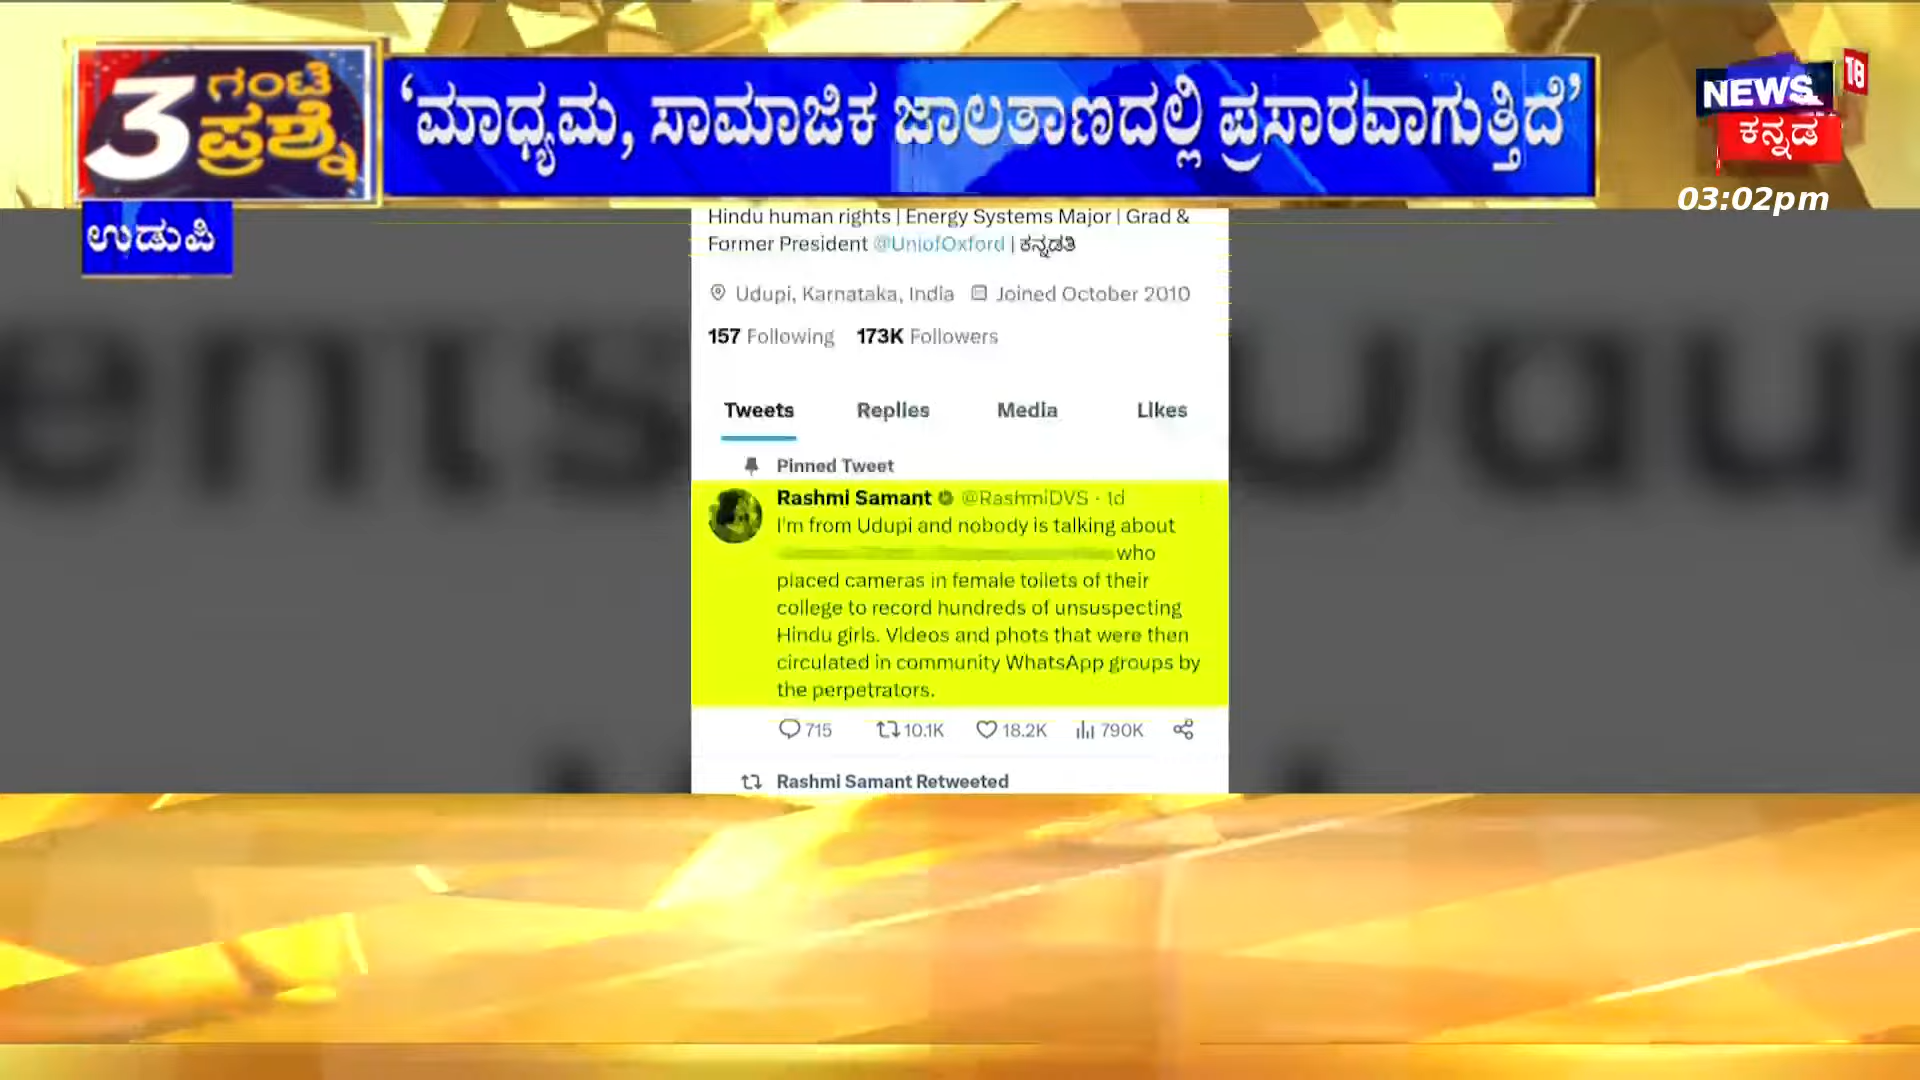 3 ಗಂಟೆ ಪ್ರಶ್ನೆ
‘ಮಾಧ್ಯಮ, ಸಾಮಾಜಿಕ ಜಾಲತಾಣದಲ್ಲಿ ಪ್ರಸಾರವಾಗುತ್ತಿದೆ’
NEWS 18
ಕನ್ನಡ
03:02pm
ಉಡುಪಿ
Hindu human rights | Energy Systems Major | Grad &
Former President @UniofOxford | ಕನ್ನಡತಿ
Udupi, Karnataka, India Joined October 2010
157 Following 173K Followers
Tweets Replies Media Likes
Pinned Tweet
Rashmi Samant @RashmiDVS · 1d
I'm from Udupi and nobody is talking about
who
placed cameras in female toilets of their
college to record hundreds of unsuspecting
Hindu girls. Videos and phots that were then
circulated in community WhatsApp groups by
the perpetrators.
715 10.1K 18.2K 790K
Rashmi Samant Retweeted